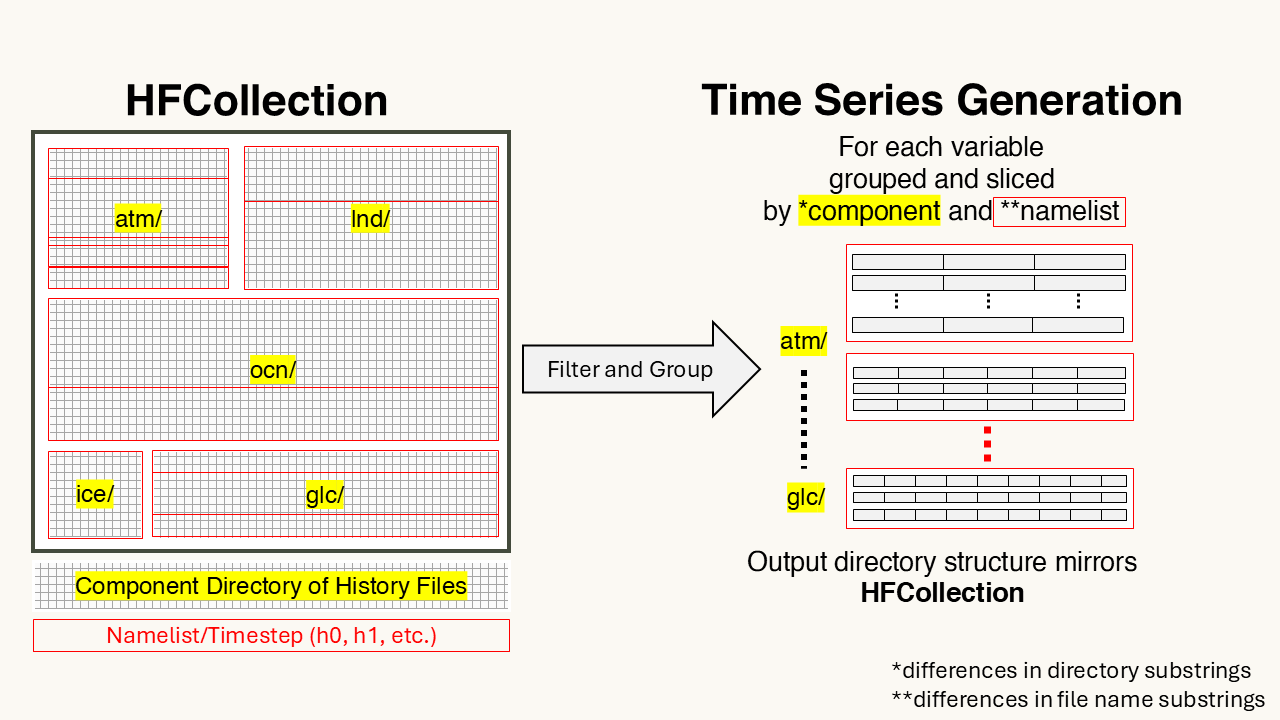 HFCollection
atm/
lnd/
ocn/
ice/
glc/
Component Directory of History Files
Namelist/Timestep (h0, h1, etc.)
Filter and Group
Time Series Generation
For each variable
grouped and sliced
by *component and **namelist
atm/
glc/
Output directory structure mirrors
HFCollection
*differences in directory substrings
**differences in file name substrings